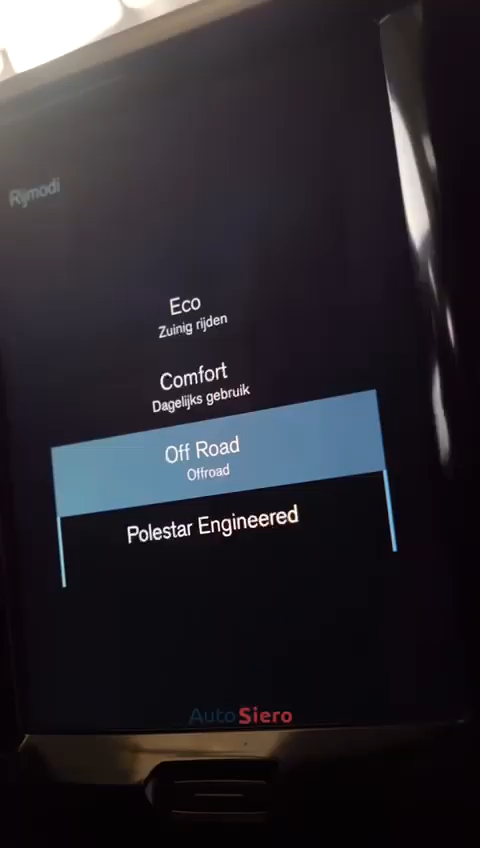 Rijmodi
Eco
Zuinig rijden
Comfort
Dagelijks gebruik
Off Road
Offroad
Polestar Engineered
AutoSiero